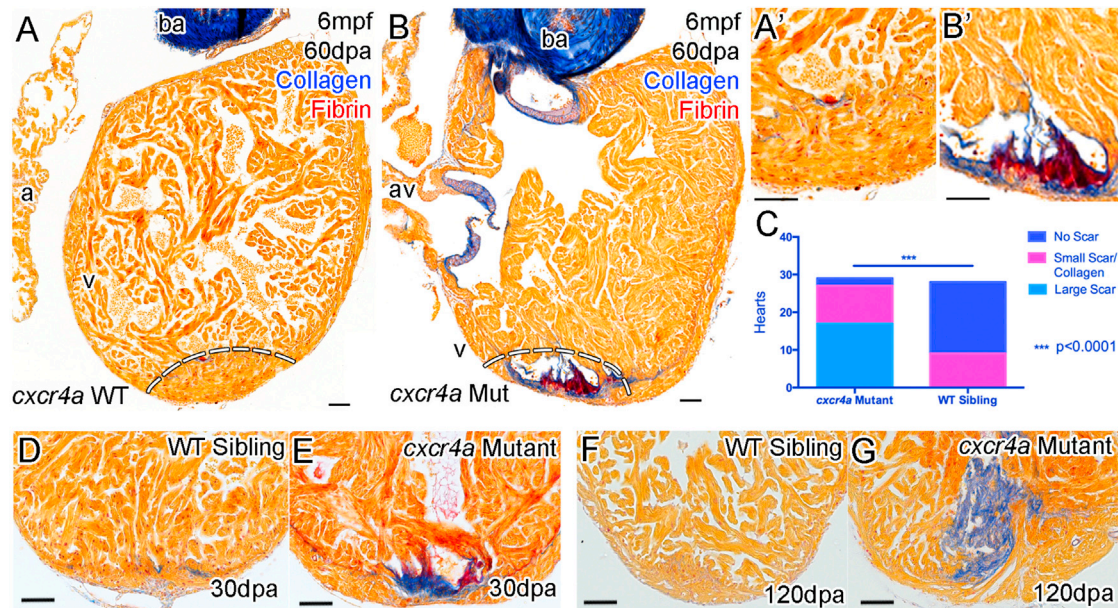 A
ba
6mpf
60dpa
Collagen
Fibrin
a
v
cxcr4a WT
B
ba
6mpf
60dpa
Collagen
Fibrin
av
v
cxcr4a Mut
A'
B'
C
40
30
20
10
0
Hearts
***
cxcr4a Mutant
WT Sibling
No Scar
Small Scar/
Collagen
Large Scar
*** p<0.0001
D
WT Sibling
30dpa
E
cxcr4a Mutant
30dpa
F
WT Sibling
120dpa
G
cxcr4a Mutant
120dpa